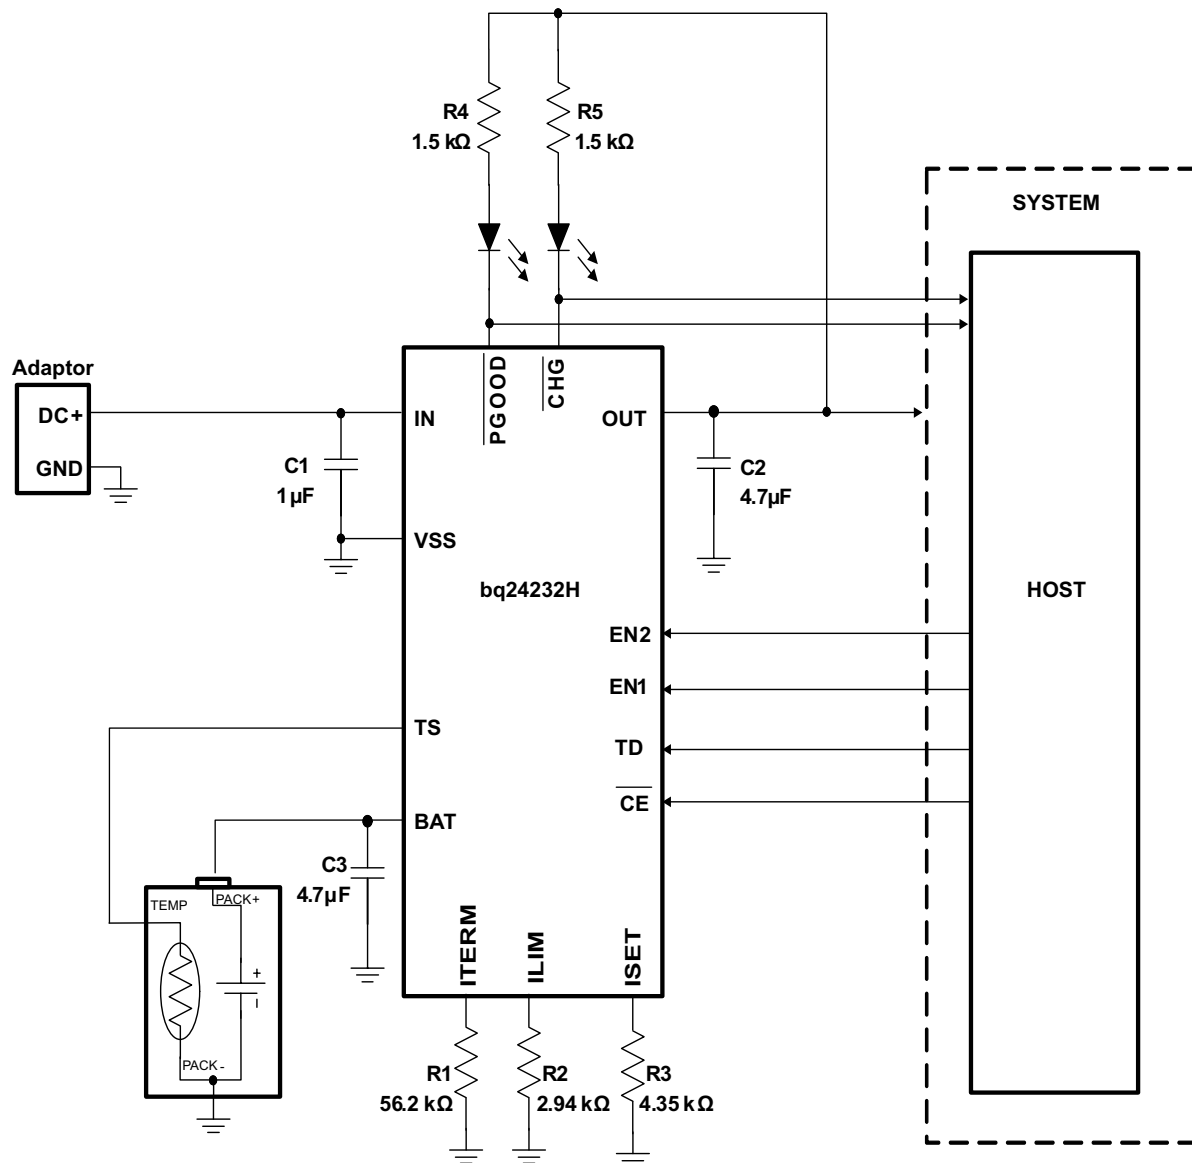 R4
1.5 kΩ
R5
1.5 kΩ
SYSTEM
Adaptor
DC+
GND
C1
1µF
IN
PGOOD
CHG
OUT
C2
4.7µF
VSS
bq24232H
HOST
EN2
EN1
TS
TD
CE
BAT
C3
4.7µF
TEMP
PACK+
+
−
PACK-
ITERM
ILIM
ISET
R1
56.2 kΩ
R2
2.94 kΩ
R3
4.35 kΩ